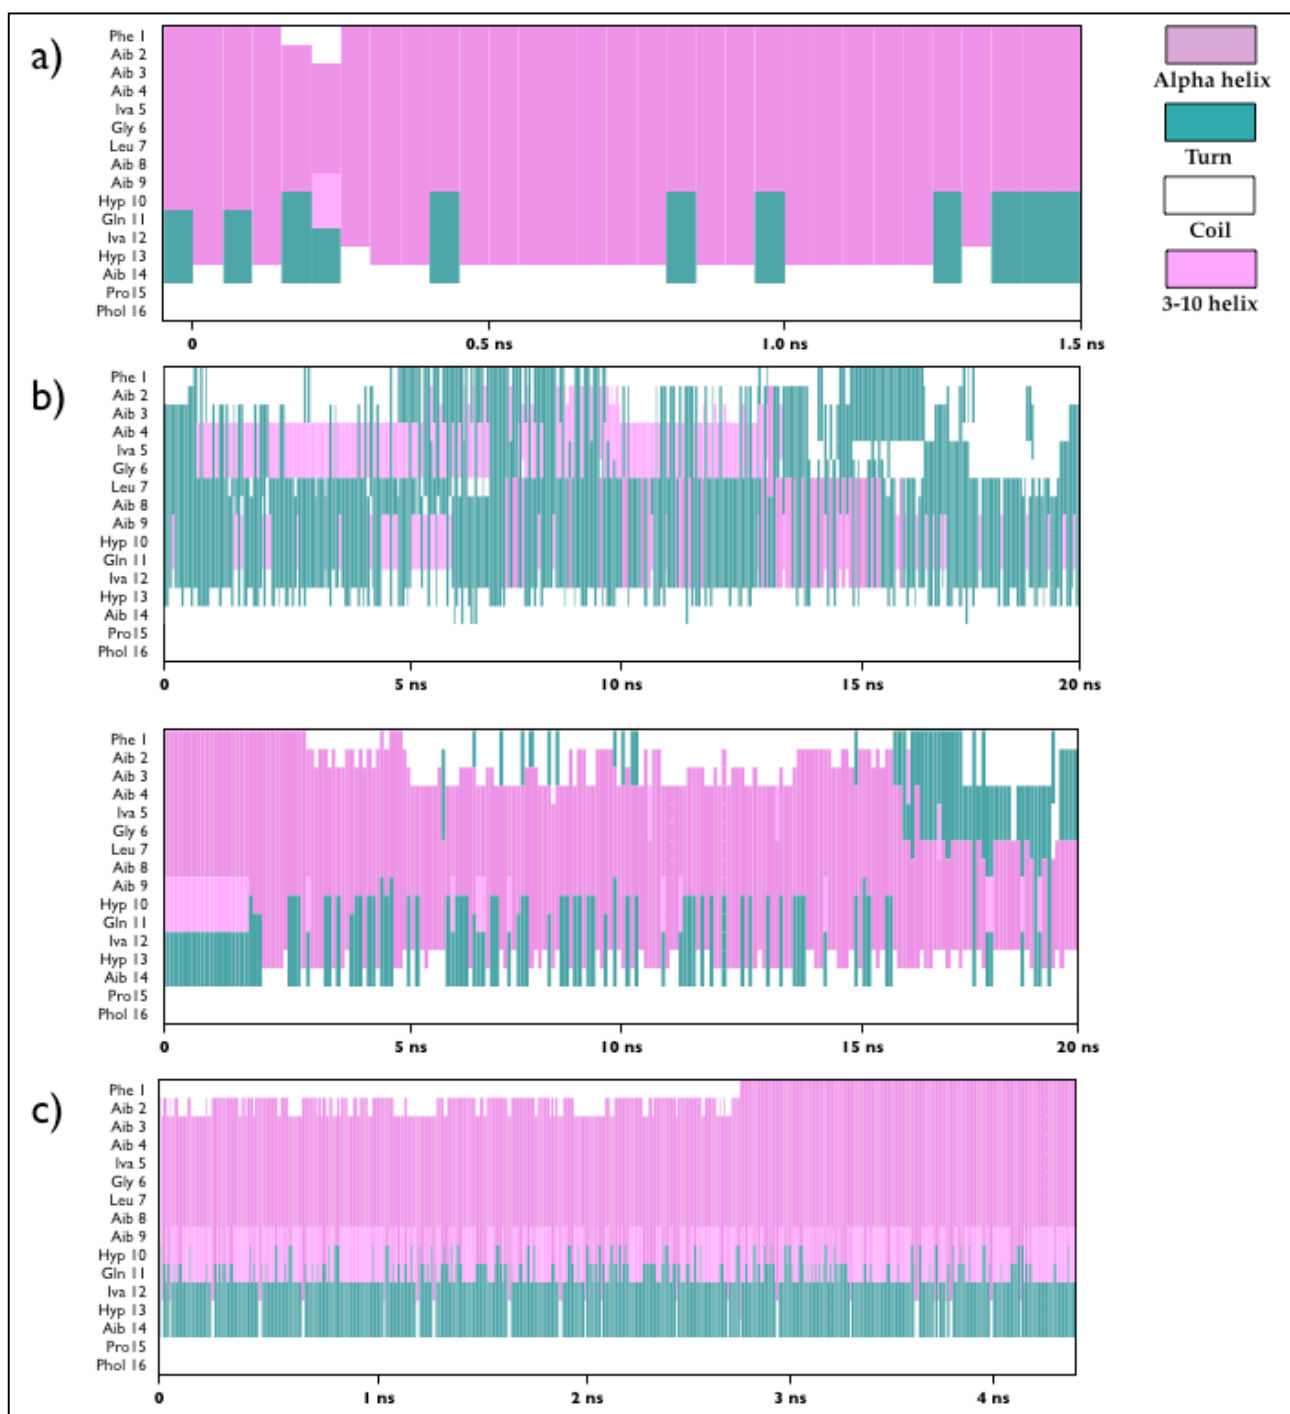 a)
Phe 1
Aib 2
Aib 3
Aib 4
Iva 5
Gly 6
Leu 7
Aib 8
Aib 9
Hyp 10
Gln 11
Iva 12
Hyp 13
Aib 14
Pro15
Phol 16
0 0.5 ns 1.0 ns 1.5 ns
Alpha helix
Turn
Coil
3-10 helix
b)
Phe 1
Aib 2
Aib 3
Aib 4
Iva 5
Gly 6
Leu 7
Aib 8
Aib 9
Hyp 10
Gln 11
Iva 12
Hyp 13
Aib 14
Pro15
Phol 16
0 5 ns 10 ns 15 ns 20 ns
Phe 1
Aib 2
Aib 3
Aib 4
Iva 5
Gly 6
Leu 7
Aib 8
Aib 9
Hyp 10
Gln 11
Iva 12
Hyp 13
Aib 14
Pro15
Phol 16
0 5 ns 10 ns 15 ns 20 ns
c)
Phe 1
Aib 2
Aib 3
Aib 4
Iva 5
Gly 6
Leu 7
Aib 8
Aib 9
Hyp 10
Gln 11
Iva 12
Hyp 13
Aib 14
Pro15
Phol 16
0 1 ns 2 ns 3 ns 4 ns